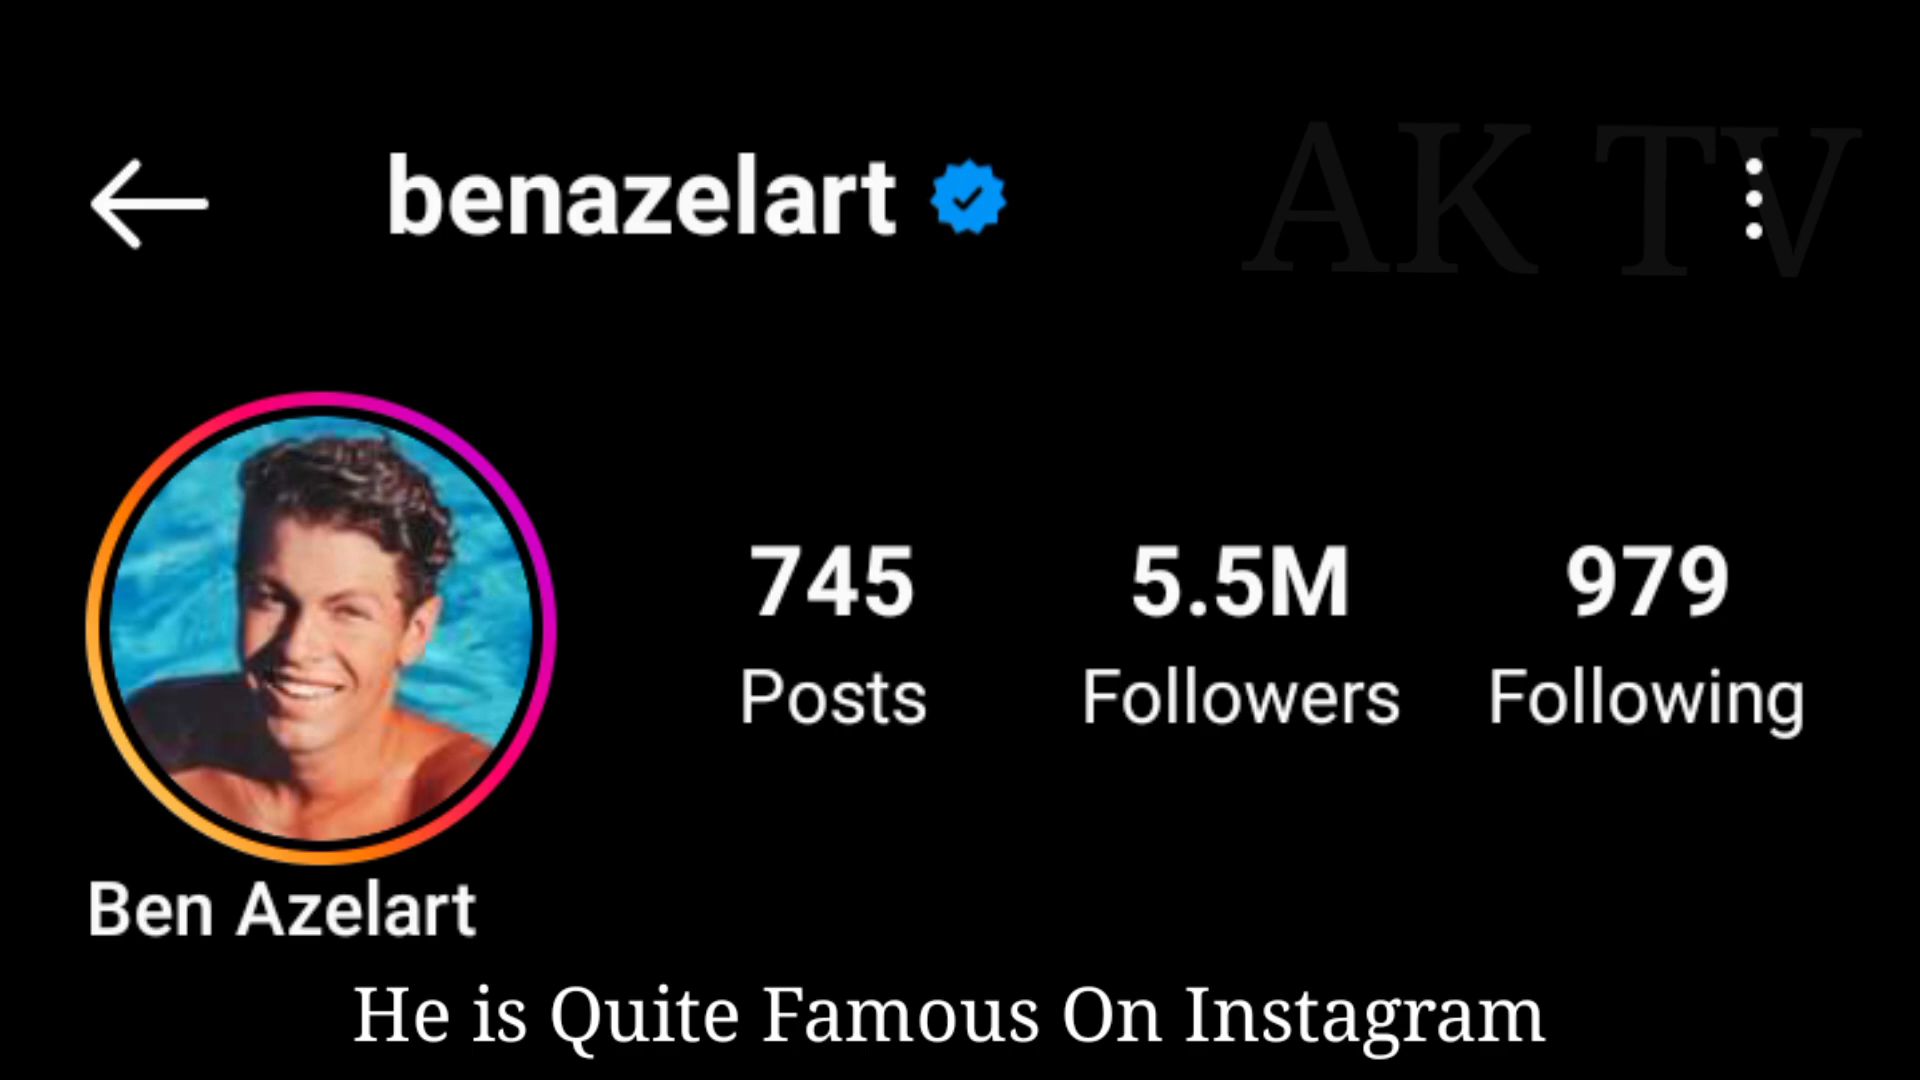 benazelart
AK TV
745 5.5M 979
Posts Followers Following
Ben Azelart
He is Quite Famous On Instagram